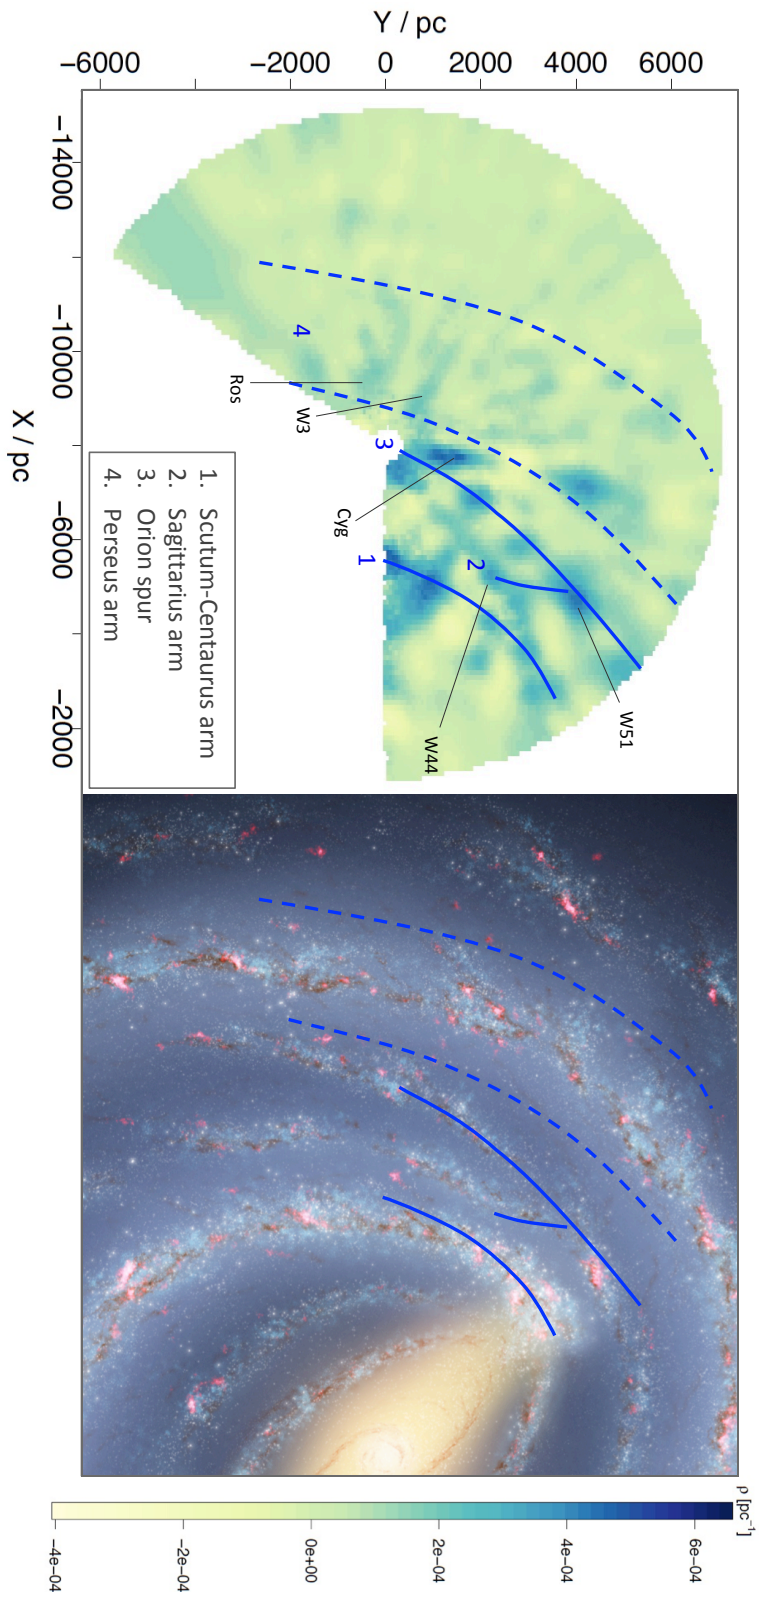 Y / pc
−6000
−2000
0
2000
4000
6000
−14000
−10000
−6000
−2000
X / pc
4
Ros
W3
3
Cyg
1
2
W51
W44
1. Scutum-Centaurus arm
2. Sagittarius arm
3. Orion spur
4. Perseus arm
ρ [pc⁻¹]
−4e−04
−2e−04
0e+00
2e−04
4e−04
6e−04